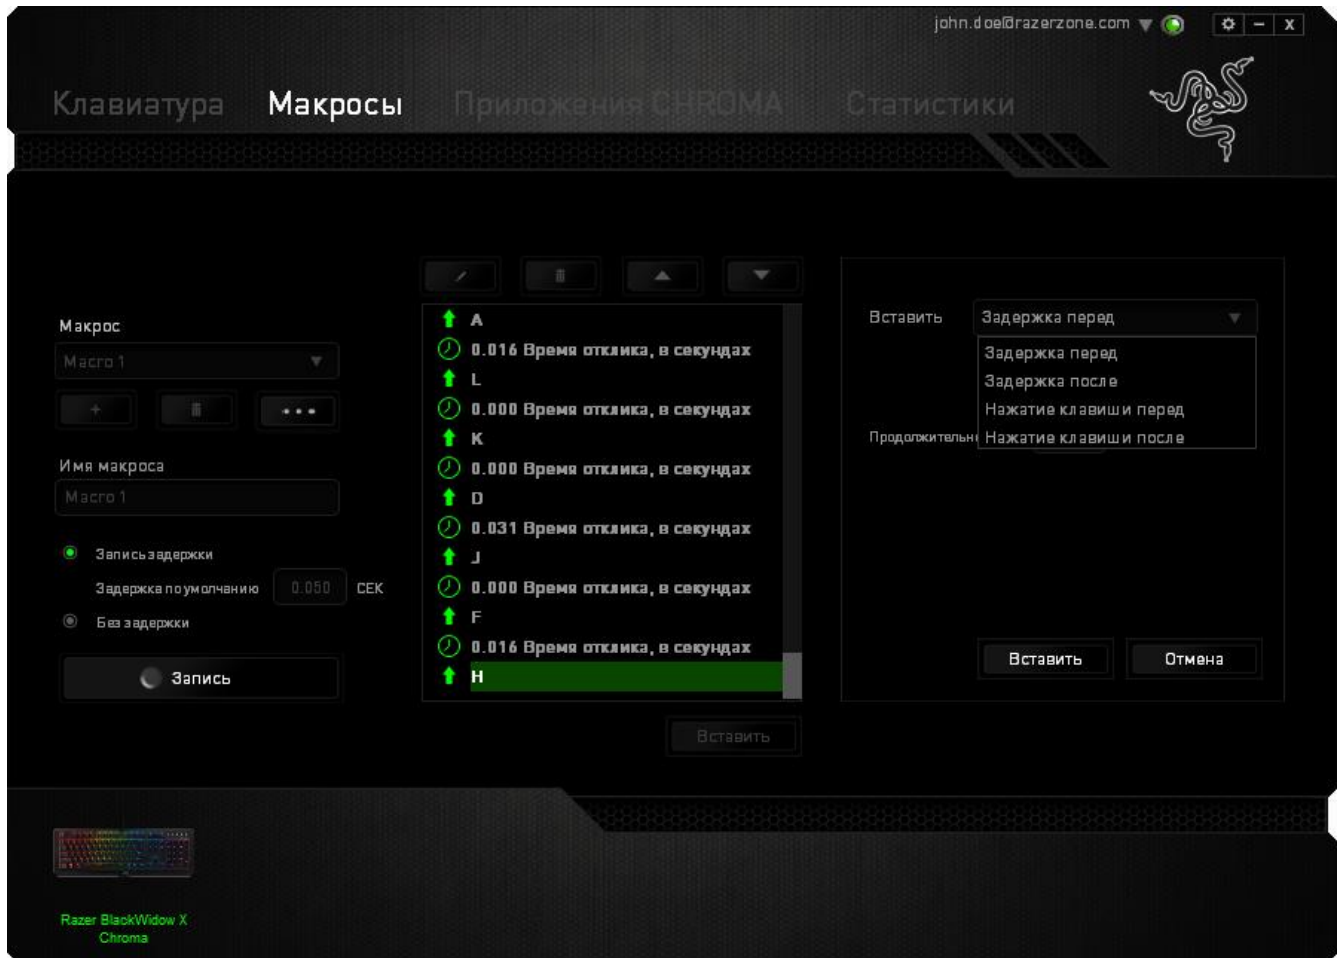 john.doe@razerzone.com
Клавиатура Макросы Приложения CHROMA Статистики
Макрос
Macro 1
Имя макроса
Macro 1
Запись задержки
Задержка по умолчанию 0.050 СЕК
Без задержки
Запись
A
0.016 Время отклика, в секундах
L
0.000 Время отклика, в секундах
K
0.000 Время отклика, в секундах
D
0.031 Время отклика, в секундах
J
0.000 Время отклика, в секундах
F
0.016 Время отклика, в секундах
H
Вставить
Вставить Задержка перед
Задержка перед
Задержка после
Нажатие клавиши перед
Продолжительн Нажатие клавиши после
Вставить Отмена
Razer BlackWidow X
Chroma